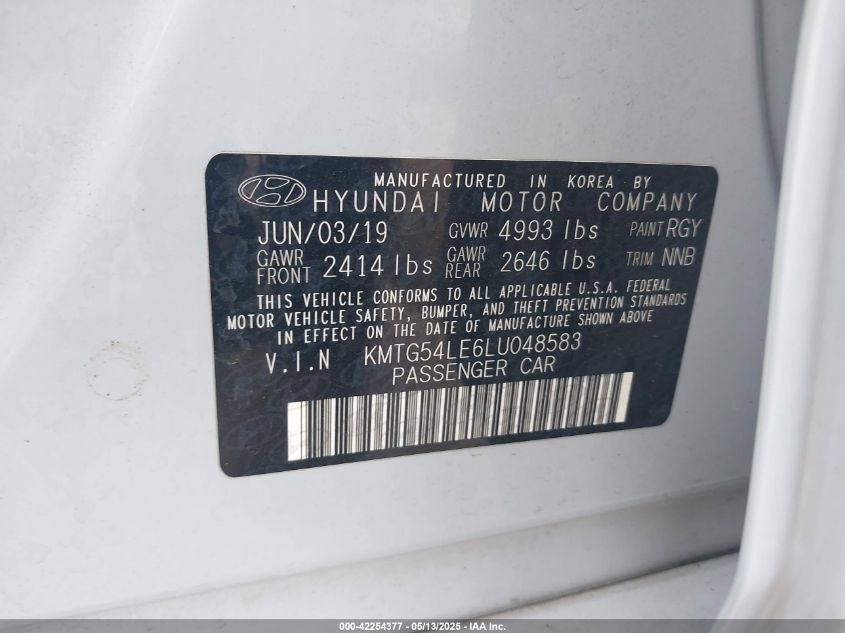 MANUFACTURED IN KOREA BY
HYUNDAI MOTOR COMPANY
JUN/03/19 GVWR 4993 lbs PAINT RGY
GAWR FRONT 2414 lbs GAWR REAR 2646 lbs TRIM NNB
THIS VEHICLE CONFORMS TO ALL APPLICABLE U.S.A. FEDERAL
MOTOR VEHICLE SAFETY, BUMPER, AND THEFT PREVENTION STANDARDS
IN EFFECT ON THE DATE OF MANUFACTURE SHOWN ABOVE
V.I.N KMTG54LE6LU048583
PASSENGER CAR
000-42254377 - 05/13/2025 - IAA Inc.